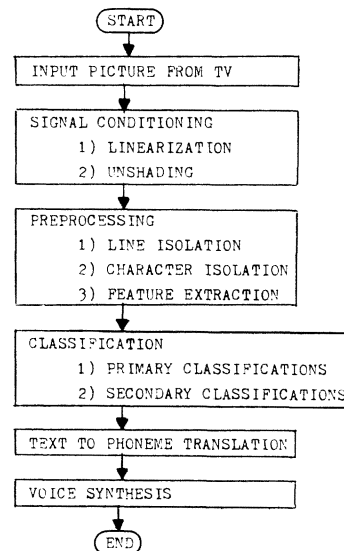 START
INPUT PICTURE FROM TV
SIGNAL CONDITIONING
1) LINEARIZATION
2) UNSHADING
PREPROCESSING
1) LINE ISOLATION
2) CHARACTER ISOLATION
3) FEATURE EXTRACTION
CLASSIFICATION
1) PRIMARY CLASSIFICATIONS
2) SECONDARY CLASSIFICATIONS
TEXT TO PHONEME TRANSLATION
VOICE SYNTHESIS
END